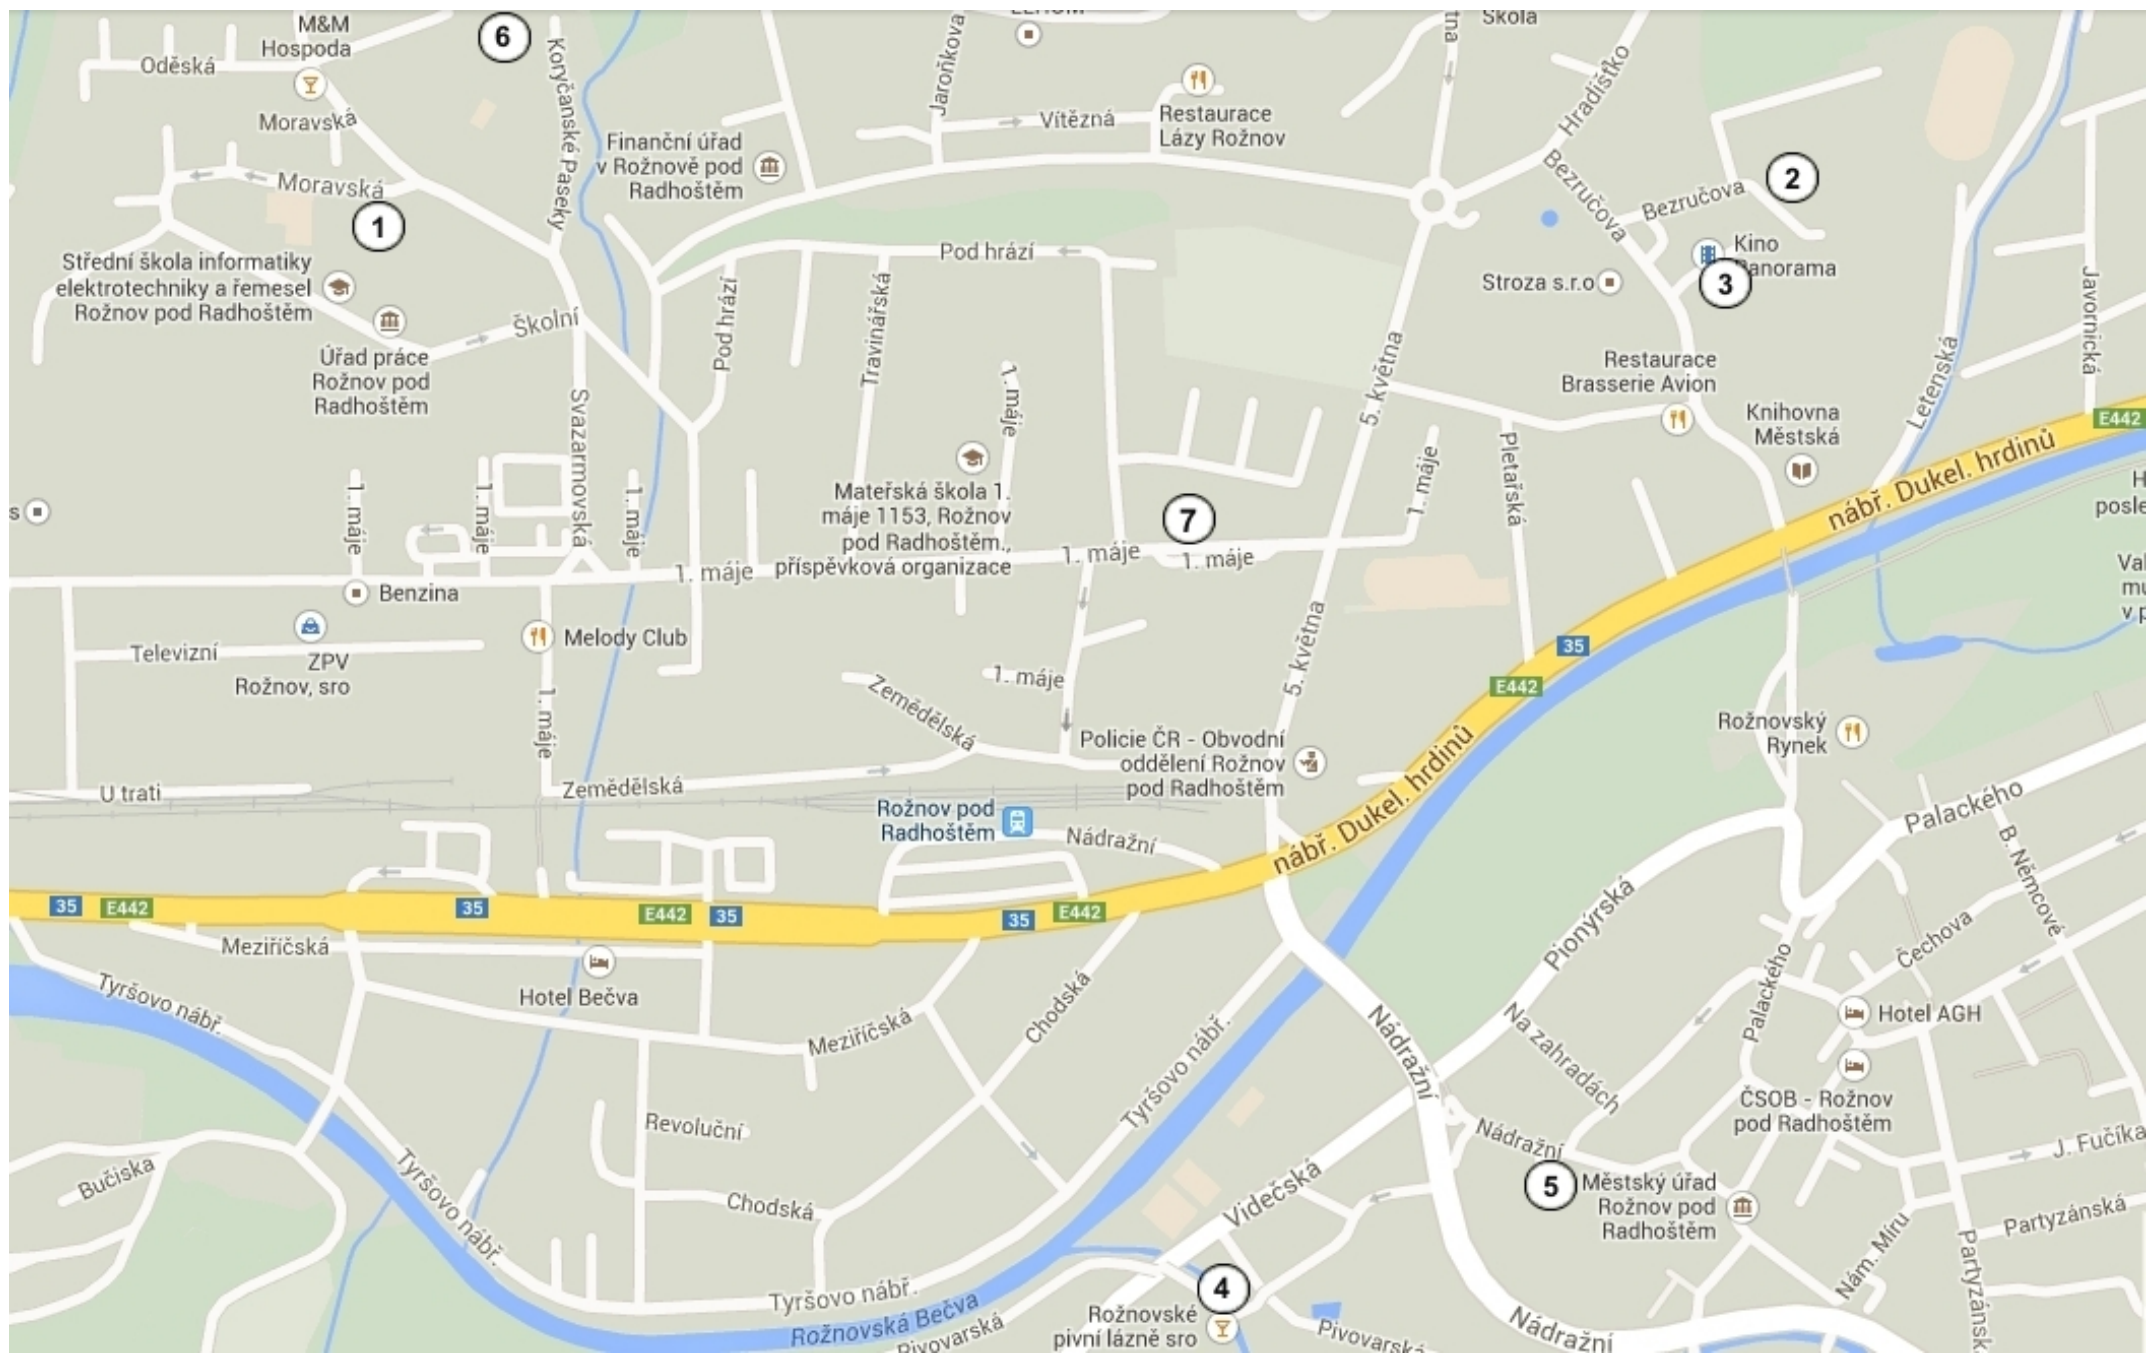 M&M
Hospoda
6
Škola
Oděská
Koryčanské Paseky
Jaroňkova
Hradišťko
Moravská
Vítězná
Restaurace
Lázy Rožnov
Finanční úřad
v Rožnově pod
Radhoštěm
Bezručova
Bezručova
2
Moravská
1
Střední škola informatiky
elektrotechniky a řemesel
Rožnov pod Radhoštěm
Pod hrází
Kino
Panorama
3
Stroza s.r.o
Školní
Pod hrází
Travinářská
Javornická
Úřad práce
Rožnov pod
Radhoštěm
1. máje
5. května
Restaurace
Brasserie Avion
Letenská
Svazarmovská
Knihovna
Městská
E442
Pletařská
1. máje
nábř. Dukel. hrdinů
s
1. máje
1. máje
1. máje
Mateřská škola 1.
máje 1153, Rožnov
pod Radhoštěm.,
příspěvková organizace
7
1. máje
1. máje
1. máje
Benzina
Televizní
ZPV
Rožnov, sro
Melody Club
1. máje
1. máje
5. května
35
E442
Zemědělská
Policie ČR - Obvodní
oddělení Rožnov
pod Radhoštěm
nábř. Dukel. hrdinů
Rožnovský
Rynek
U trati
Zemědělská
Rožnov pod
Radhoštěm
Nádražní
Palackého
B. Němcové
35
E442
35
E442
35
35
E442
Pionýrská
Čechova
Meziříčská
Hotel Bečva
Tyršovo nábř.
Meziříčská
Chodská
Tyršovo nábř.
Nádražní
Na zahradách
Palackého
Hotel AGH
ČSOB - Rožnov
pod Radhoštěm
Revoluční
Nádražní
J. Fučíka
Bučiska
Tyršovo nábř.
Chodská
Videčská
5
Městský úřad
Rožnov pod
Radhoštěm
Partyzánská
Nám. Míru
Partyzánsk
4
Tyršovo nábř.
Rožnovská Bečva
Pivovarská
Rožnovské
pivní lázně sro
Pivovarská
Nádražní